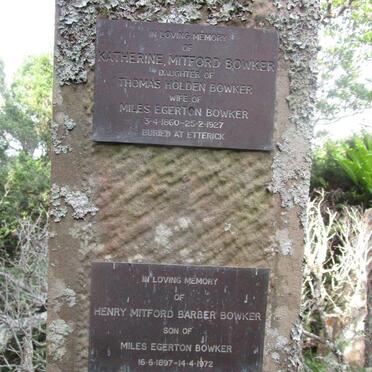 IN LOVING MEMORY
OF
KATHERINE, MITFORD BOWKER
DAUGHTER OF
THOMAS HOLDEN BOWKER
WIFE OF
MILES EGERTON BOWKER
3-4-1860-25-2-1927
BURIED AT ETTERICK
IN LOVING MEMORY
OF
HENRY MITFORD BARBER BOWKER
SON OF
MILES EGERTON BOWKER
16-6-1897-14-4-1972